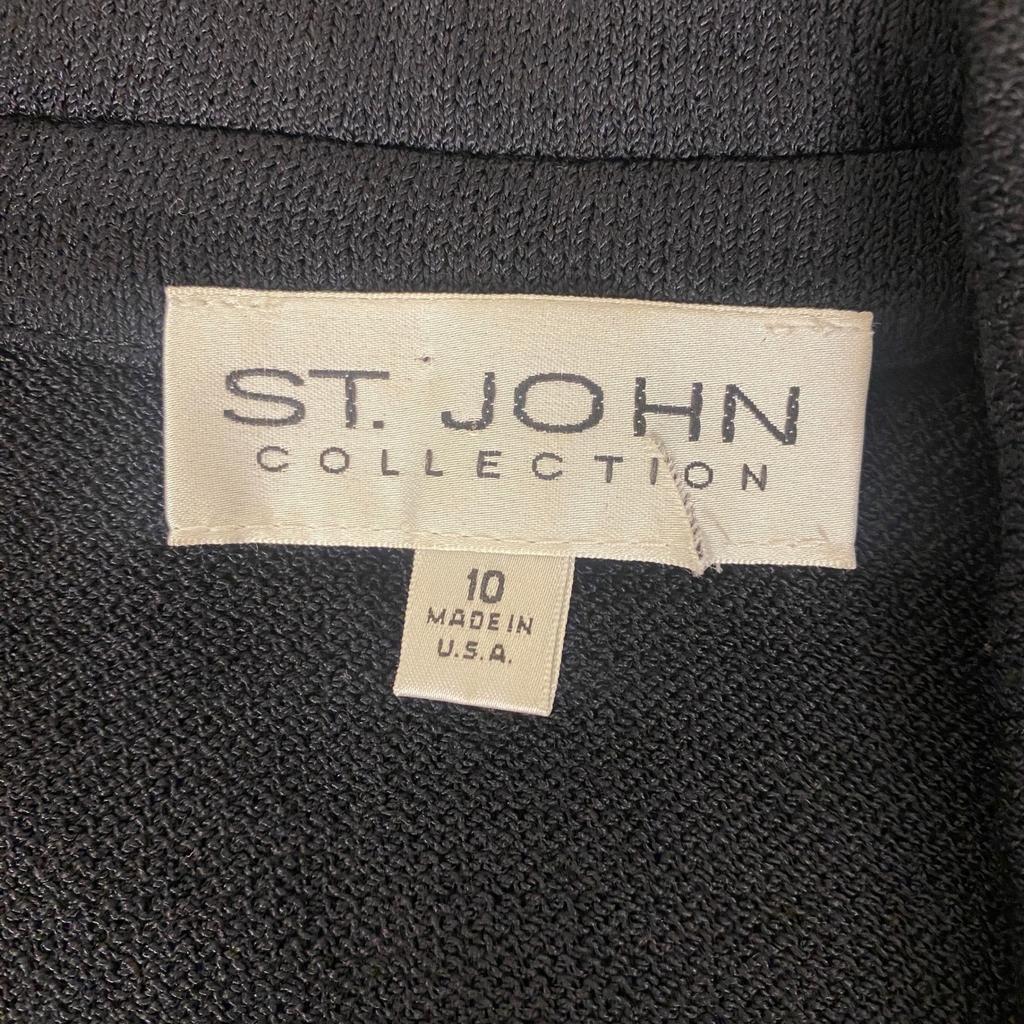 ST. JOHN
COLLECTION
10
MADE IN
U.S.A.